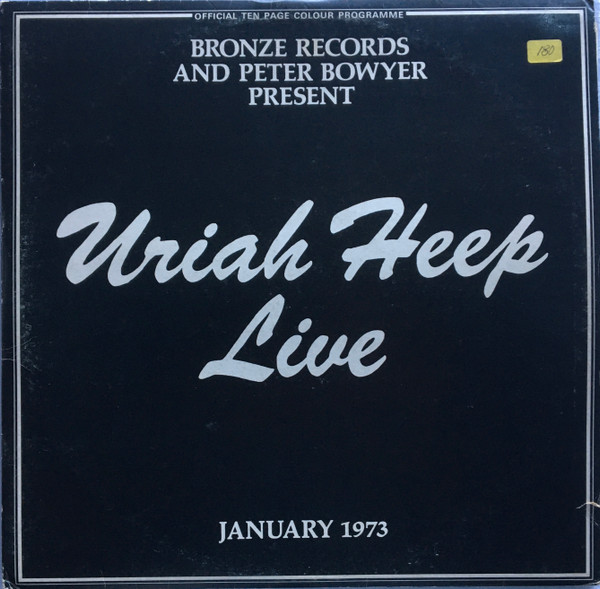 OFFICIAL TEN PAGE COLOUR PROGRAMME
180
BRONZE RECORDS
AND PETER BOWYER
PRESENT
Uriah Heep
Live
JANUARY 1973